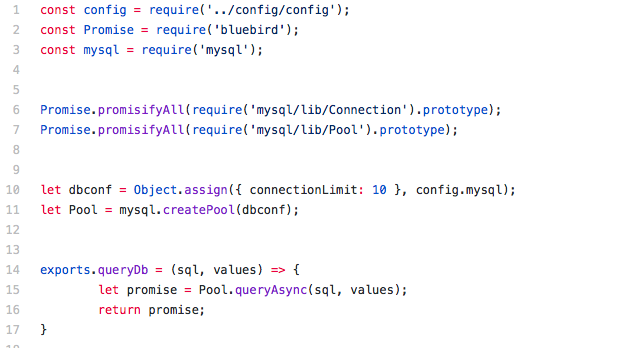 1 const config = require('../config/config');
2 const Promise = require('bluebird');
3 const mysql = require('mysql');
4
5
6 Promise.promisifyAll(require('mysql/lib/Connection').prototype);
7 Promise.promisifyAll(require('mysql/lib/Pool').prototype);
8
9
10 let dbconf = Object.assign({ connectionLimit: 10 }, config.mysql);
11 let Pool = mysql.createPool(dbconf);
12
13
14 exports.queryDb = (sql, values) => {
15 let promise = Pool.queryAsync(sql, values);
16 return promise;
17 }